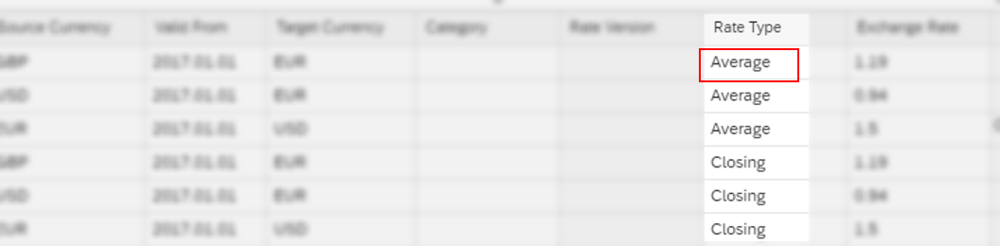 Source Currency Valid From Target Currency Category Rate Version Rate Type Exchange Rate
GBP 2017.01.01 EUR Average 1.19
USD 2017.01.01 EUR Average 0.94
EUR 2017.01.01 USD Average 1.5
GBP 2017.01.01 EUR Closing 1.19
USD 2017.01.01 EUR Closing 0.94
EUR 2017.01.01 USD Closing 1.5